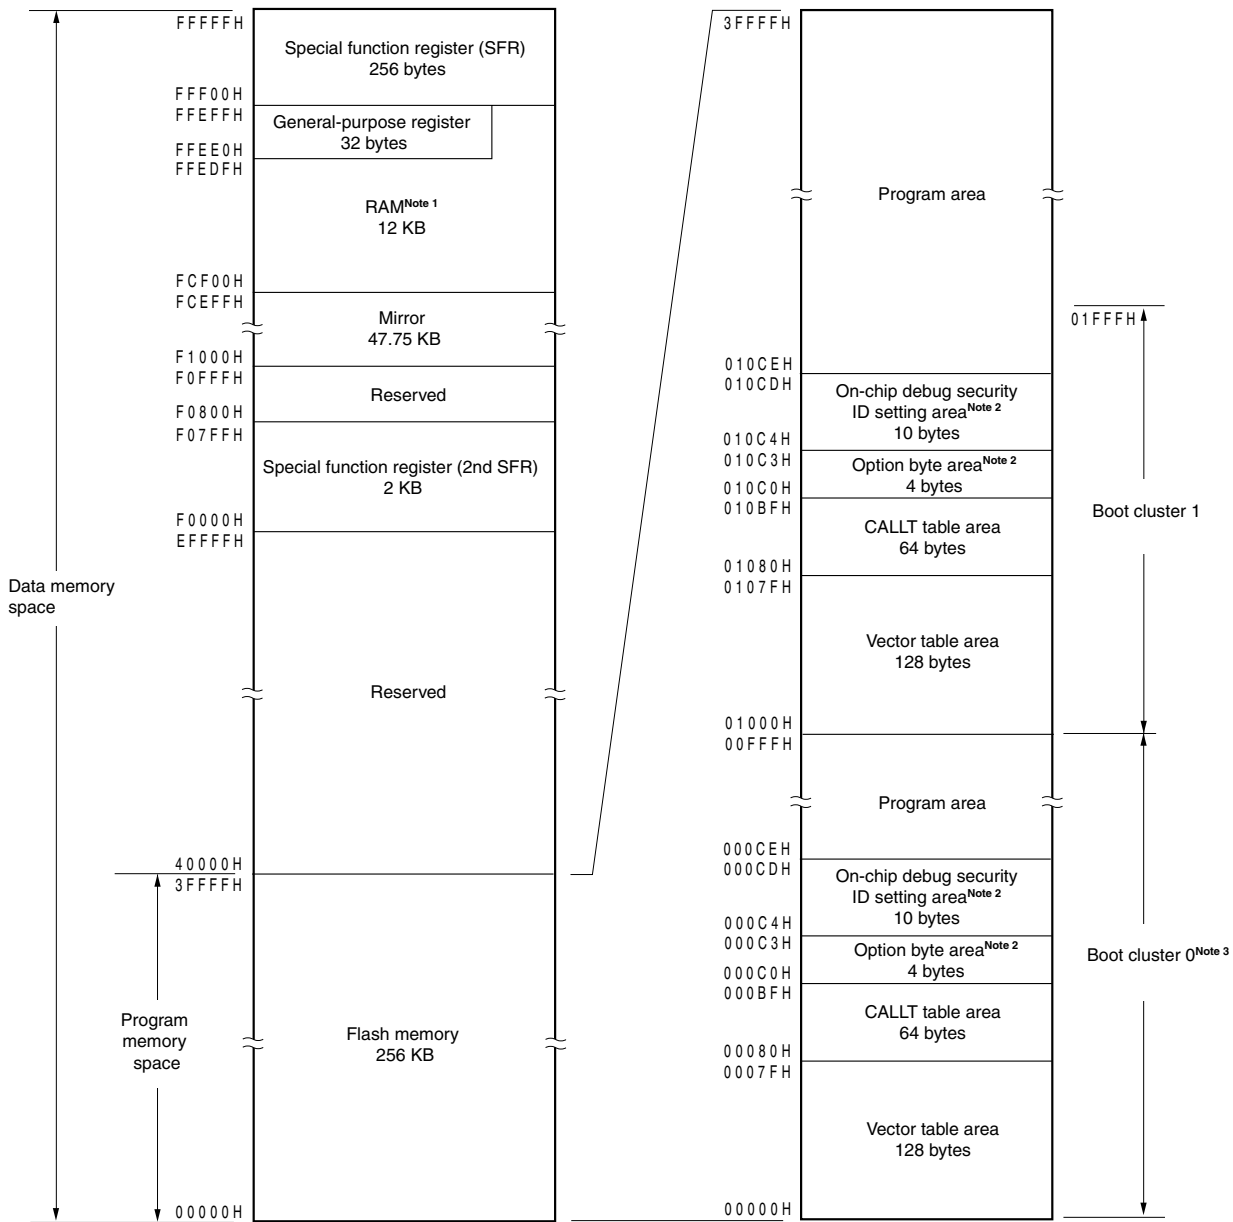 FFFFFH
Special function register (SFR)
256 bytes
FFF00H
FFEFFH
General-purpose register
32 bytes
FFEE0H
FFEDFH
RAMNote 1
12 KB
FCF00H
FCEFFH
Mirror
47.75 KB
F1000H
F0FFFH
Reserved
F0800H
F07FFH
Special function register (2nd SFR)
2 KB
F0000H
EFFFFH
Data memory
space
Reserved
40000H
3FFFFH
Program
memory
space
Flash memory
256 KB
00000H
3FFFFH
Program area
01FFFH
010CEH
010CDH
On-chip debug security
ID setting areaNote 2
10 bytes
010C4H
010C3H
Option byte areaNote 2
4 bytes
010C0H
010BFH
Boot cluster 1
CALLT table area
64 bytes
01080H
0107FH
Vector table area
128 bytes
01000H
00FFFH
Program area
000CEH
000CDH
On-chip debug security
ID setting areaNote 2
10 bytes
000C4H
000C3H
Option byte areaNote 2
4 bytes
Boot cluster 0Note 3
000C0H
000BFH
CALLT table area
64 bytes
00080H
0007FH
Vector table area
128 bytes
00000H